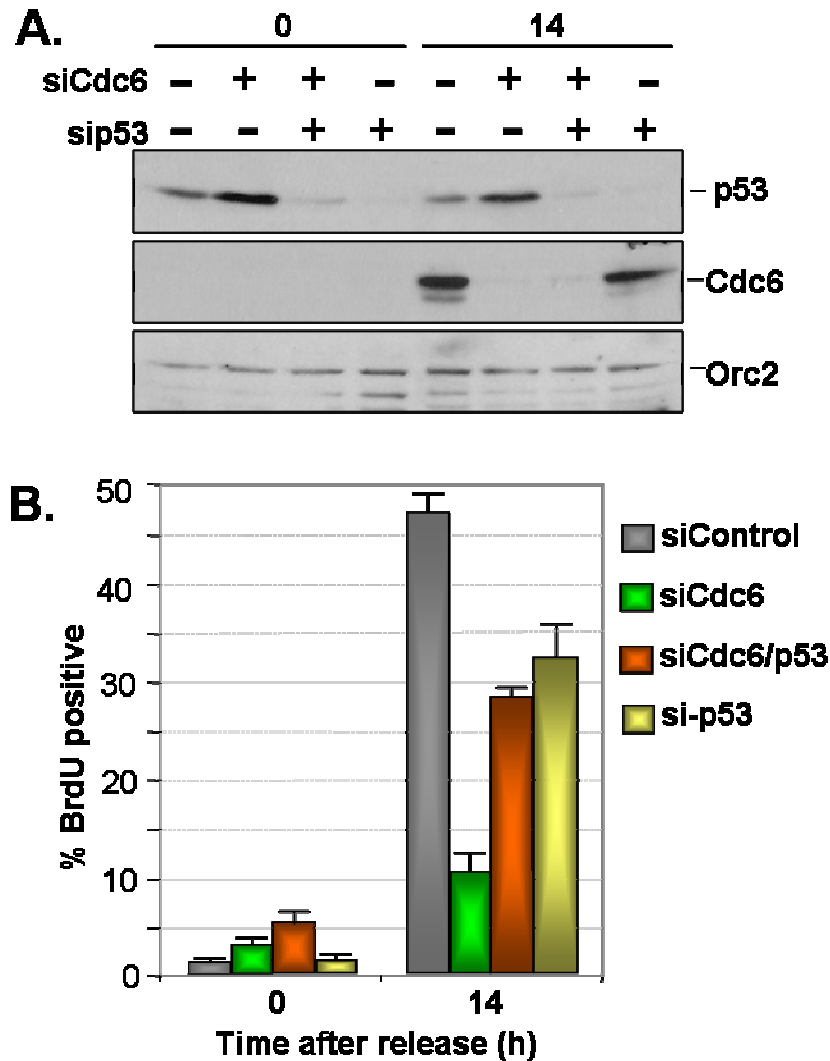 A.
0 14
siCdc6 – + + – – + + –
sip53 – – + + – – + +
p53
Cdc6
Orc2
B.
50
40
30
20
10
0
% BrdU positive
0 14
Time after release (h)
siControl
siCdc6
siCdc6/p53
si-p53